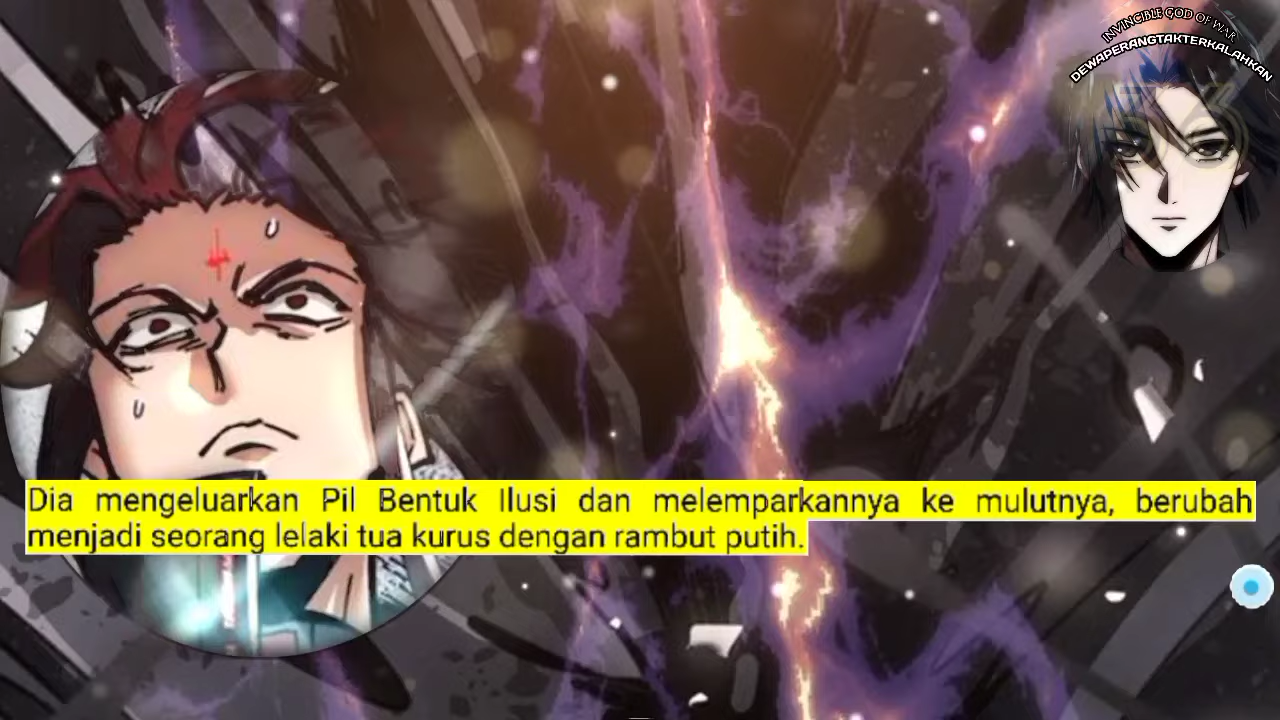 INVINCIBLE GOD OF WAR
DEWAPERANGTAKTERKALAHKAN
Dia mengeluarkan Pil Bentuk Ilusi dan melemparkannya ke mulutnya, berubah
menjadi seorang lelaki tua kurus dengan rambut putih.